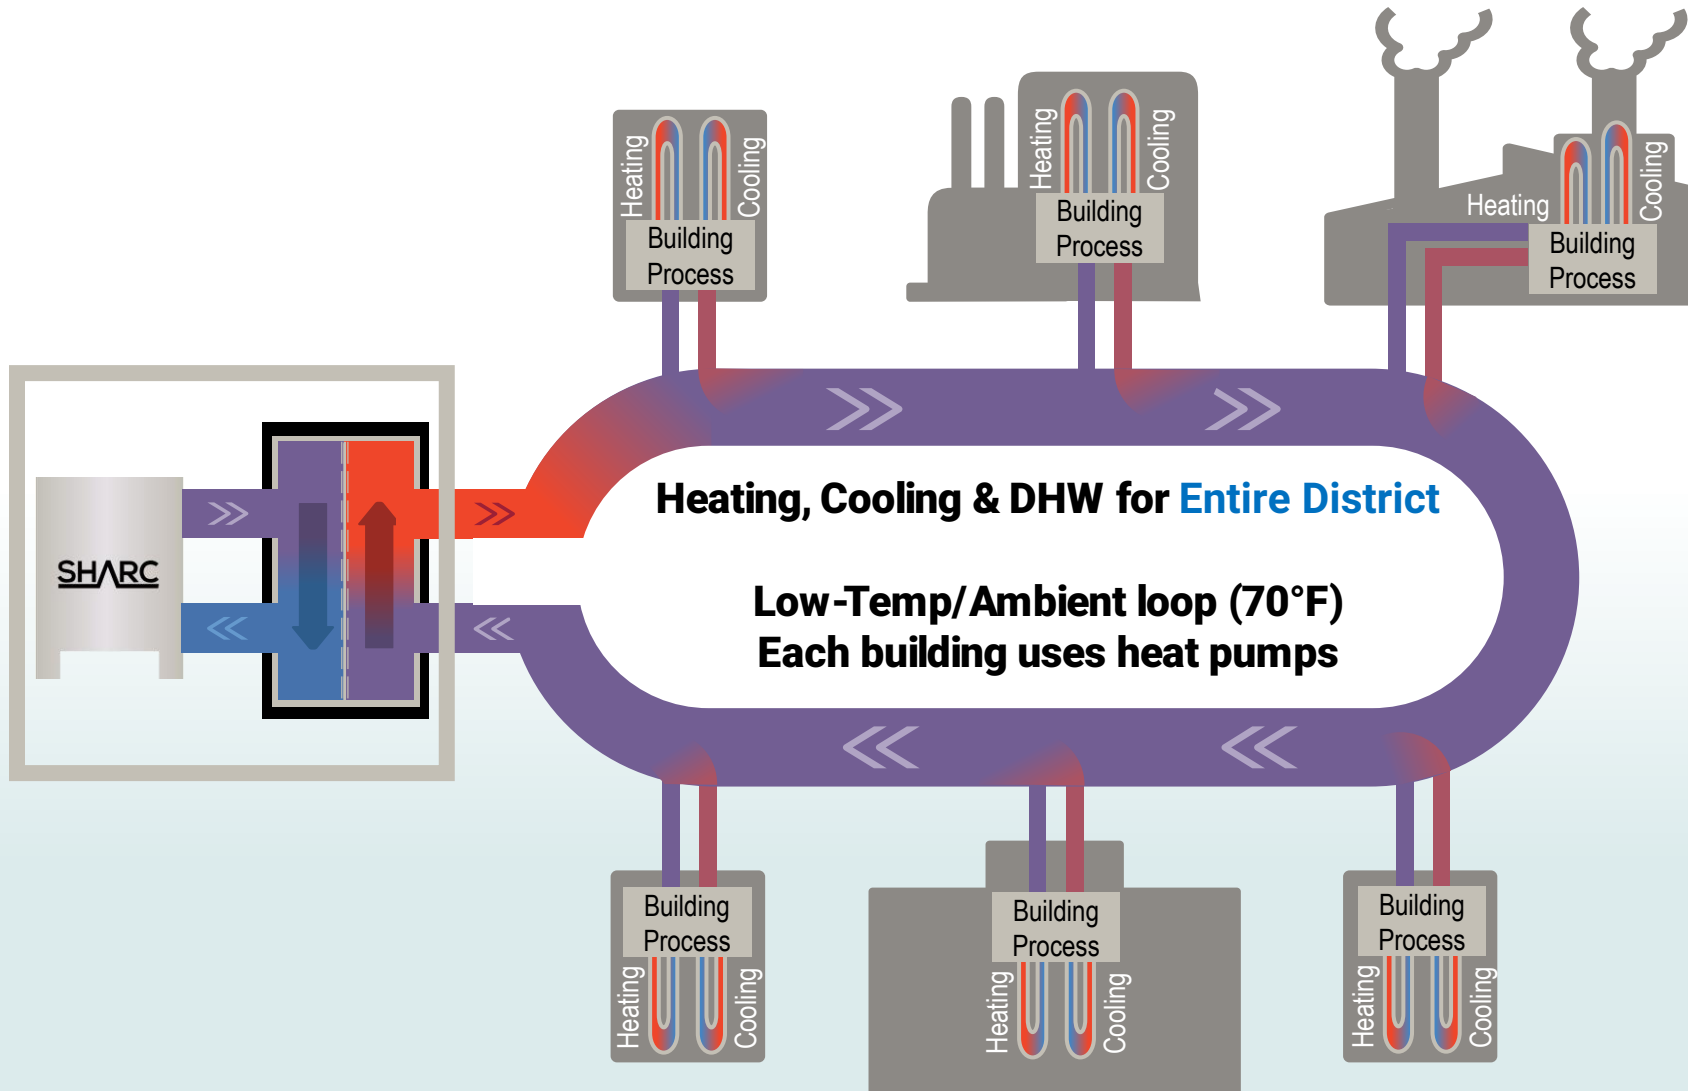 Heating
Cooling
Building
Process
Heating
Cooling
Building
Process
Heating
Cooling
Building
Process
SHARC
Heating, Cooling & DHW for Entire District
Low-Temp/Ambient loop (70°F)
Each building uses heat pumps
Building
Process
Heating
Cooling
Building
Process
Heating
Cooling
Building
Process
Heating
Cooling